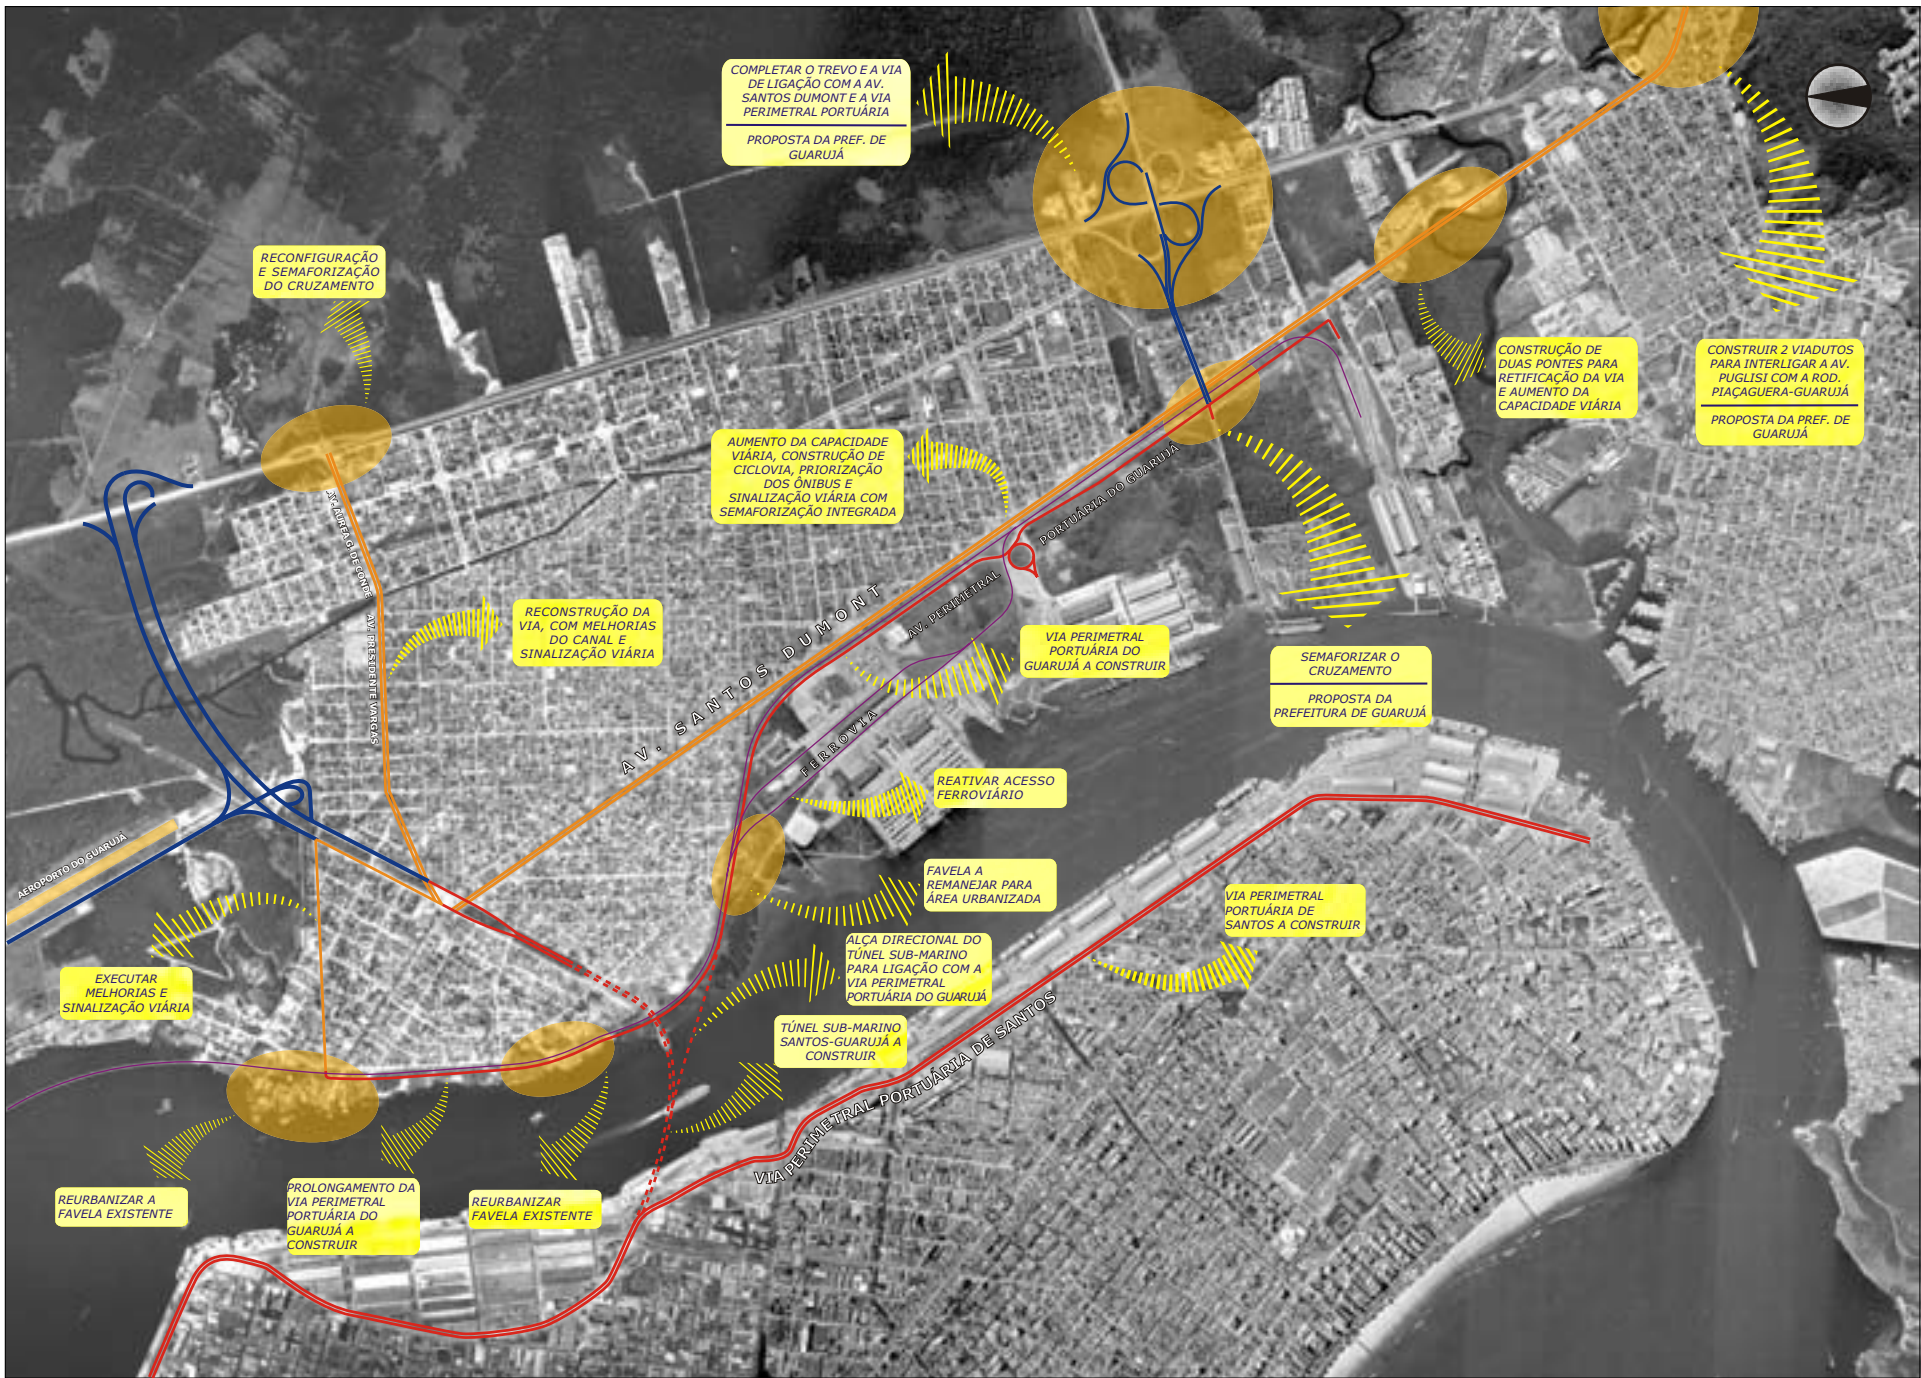 COMPLETAR O TREVO E A VIA
DE LIGAÇÃO COM A AV.
SANTOS DUMONT E A VIA
PERIMETRAL PORTUÁRIA
PROPOSTA DA PREF. DE
GUARUJÁ
RECONFIGURAÇÃO
E SEMAFORIZAÇÃO
DO CRUZAMENTO
CONSTRUÇÃO DE
DUAS PONTES PARA
RETIFICAÇÃO DA VIA
E AUMENTO DA
CAPACIDADE VIÁRIA
CONSTRUIR 2 VIADUTOS
PARA INTERLIGAR A AV.
PUGLISI COM A ROD.
PIAÇAGUERA-GUARUJÁ
PROPOSTA DA PREF. DE
GUARUJÁ
AUMENTO DA CAPACIDADE
VIÁRIA, CONSTRUÇÃO DE
CICLOVIA, PRIORIZAÇÃO
DOS ÔNIBUS E
SINALIZAÇÃO VIÁRIA COM
SEMAFORIZAÇÃO INTEGRADA
AV. ÁUREA G. DE CONDE
AV. PRESIDENTE VARGAS
RECONSTRUÇÃO DA
VIA, COM MELHORIAS
DO CANAL E
SINALIZAÇÃO VIÁRIA
AV. SANTOS DUMONT
AV. PERIMETRAL
PORTUÁRIA DO GUARUJÁ
VIA PERIMETRAL
PORTUÁRIA DO
GUARUJÁ A CONSTRUIR
SEMAFORIZAR O
CRUZAMENTO
PROPOSTA DA
PREFEITURA DE GUARUJÁ
FERROVIA
REATIVAR ACESSO
FERROVIÁRIO
AEROPORTO DO GUARUJÁ
FAVELA A
REMANEJAR PARA
ÁREA URBANIZADA
VIA PERIMETRAL
PORTUÁRIA DE
SANTOS A CONSTRUIR
ALÇA DIRECIONAL DO
TÚNEL SUB-MARINO
PARA LIGAÇÃO COM A
VIA PERIMETRAL
PORTUÁRIA DO GUARUJÁ
EXECUTAR
MELHORIAS E
SINALIZAÇÃO VIÁRIA
TÚNEL SUB-MARINO
SANTOS-GUARUJÁ A
CONSTRUIR
VIA PERIMETRAL PORTUÁRIA DE SANTOS
REURBANIZAR A
FAVELA EXISTENTE
PROLONGAMENTO DA
VIA PERIMETRAL
PORTUÁRIA DO
GUARUJÁ A
CONSTRUIR
REURBANIZAR
FAVELA EXISTENTE